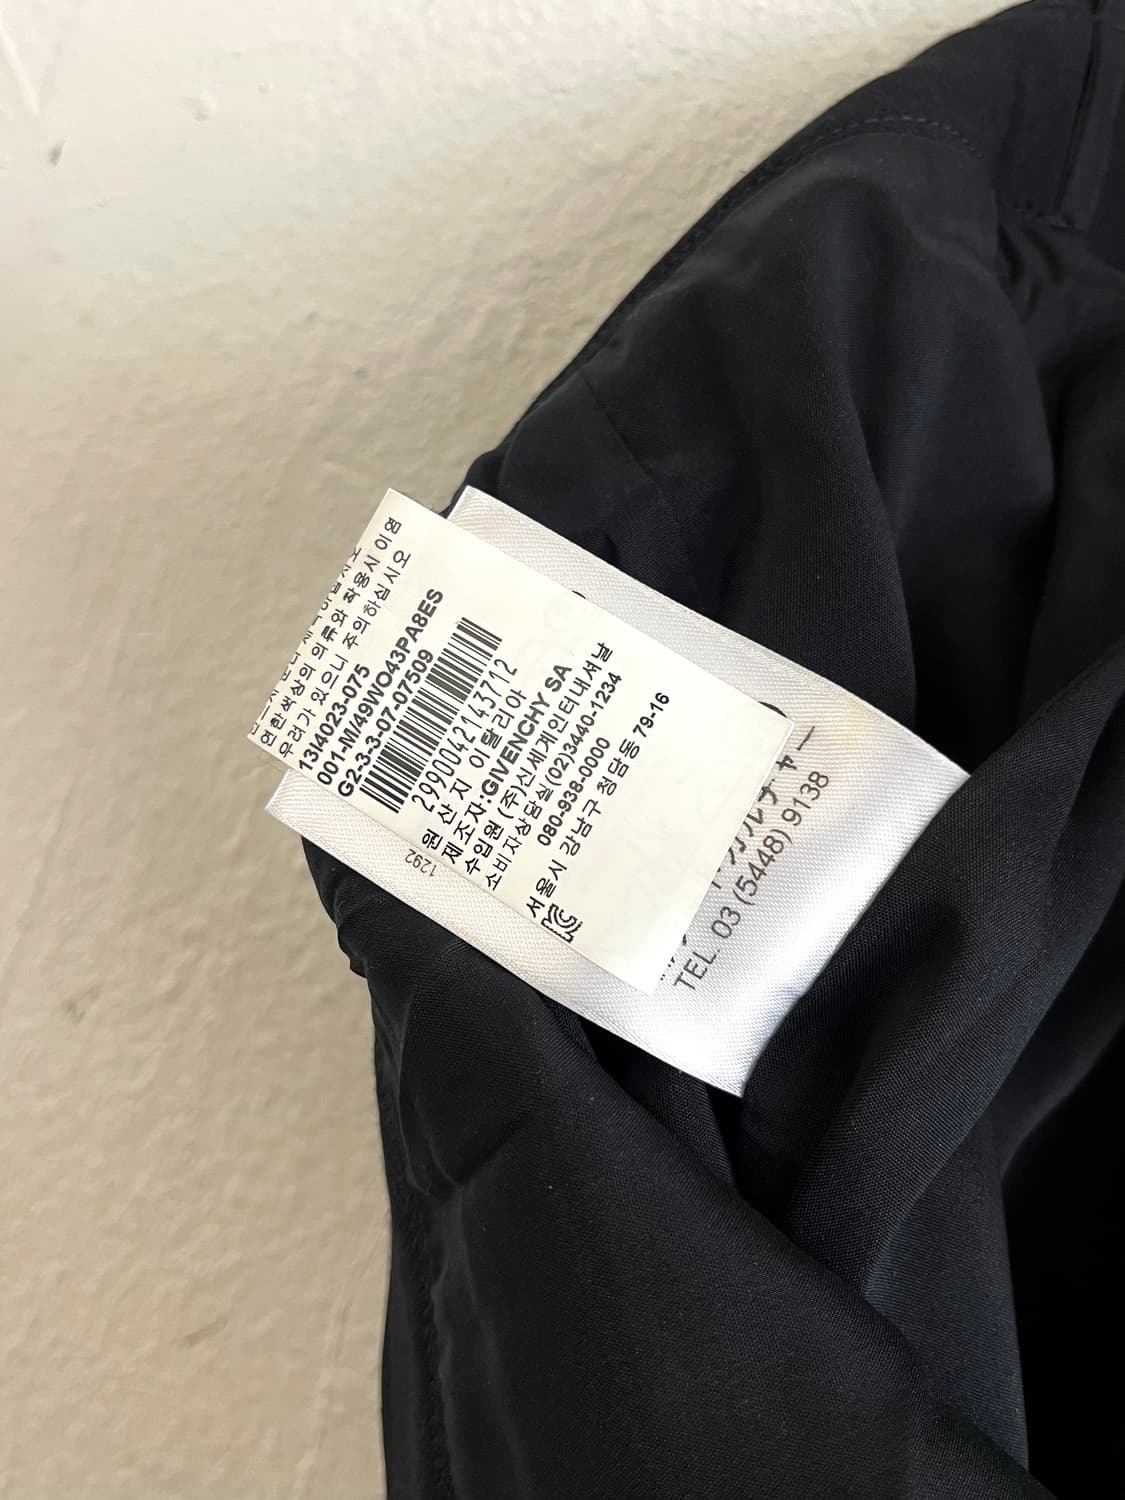 연한색상의 의류와 착용시 이염
우려가 있으니 주의하십시오
13I4023-075
001-M/49WO43PA8ES
G2-3-3-07-07509
2990042143712
원 산 지 이 탈 리 아
제 조 자 :GIVENCHY SA
수입원 (주)신세계인터내셔날
소비자상담실(02)3440-1234
080-938-0000
서울시 강남구 청담동 79-16
1292
TEL. 03 (5448) 9138